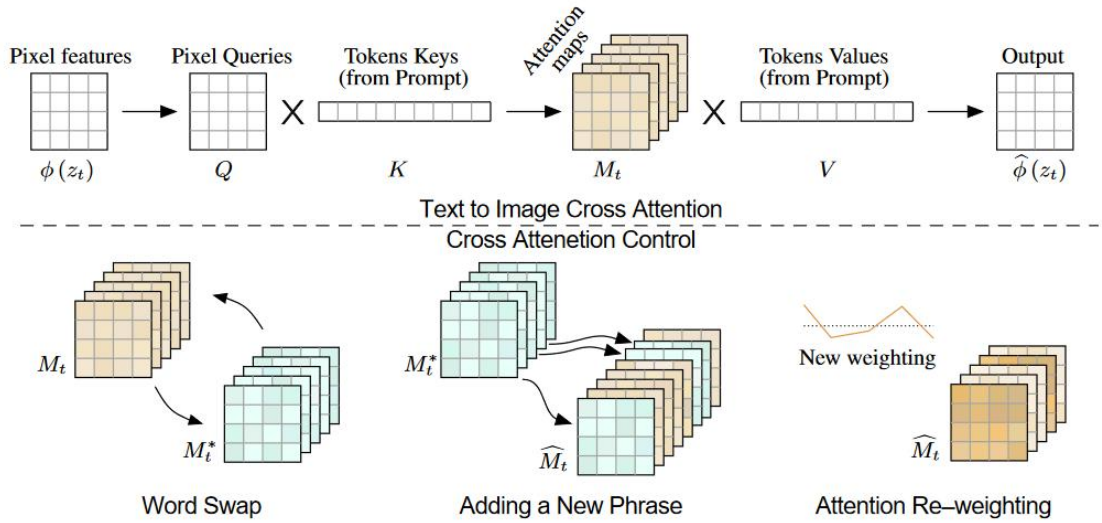 Pixel features
Pixel Queries
Tokens Keys
(from Prompt)
Attention
maps
Tokens Values
(from Prompt)
Output
ϕ (z_t)
Q
X
K
M_t
X
V
ϕ̂ (z_t)
Text to Image Cross Attention
Cross Attenetion Control
M_t
M_t^*
Word Swap
M_t^*
M̂_t
Adding a New Phrase
New weighting
M̂_t
Attention Re–weighting